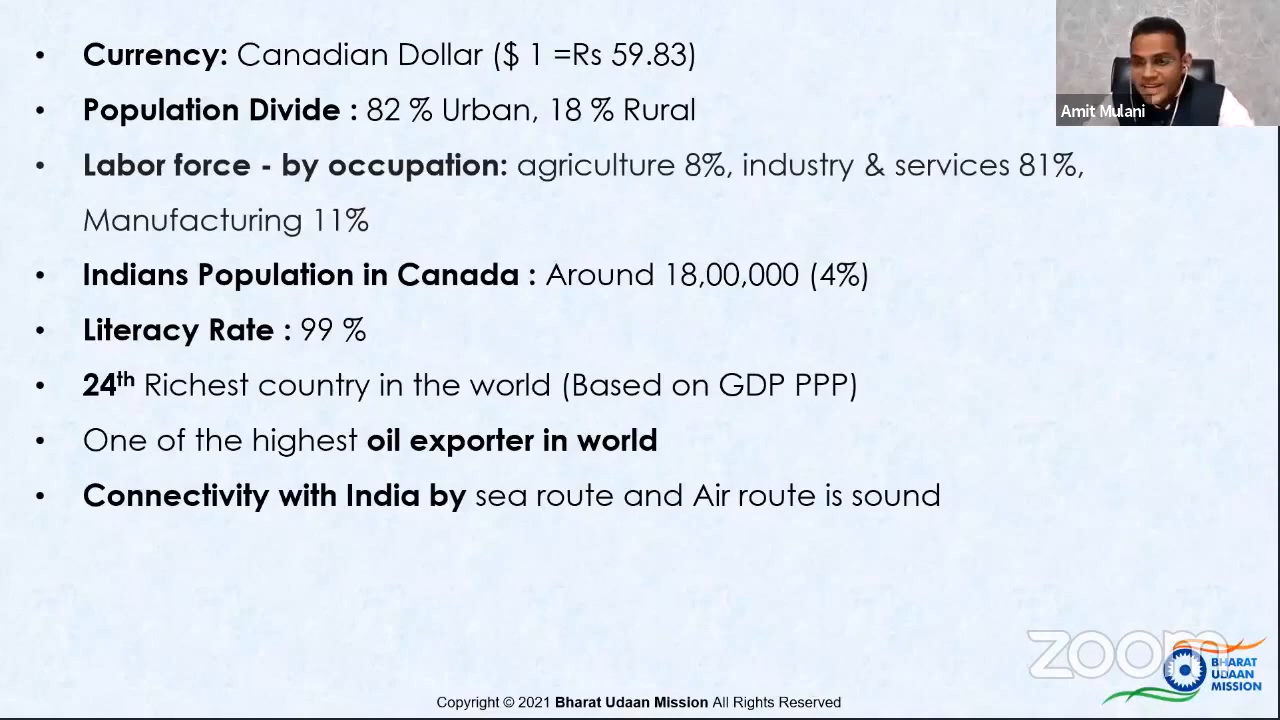 • Currency: Canadian Dollar ($ 1 =Rs 59.83)
• Population Divide : 82 % Urban, 18 % Rural
• Labor force - by occupation: agriculture 8%, industry & services 81%,
Manufacturing 11%
• Indians Population in Canada : Around 18,00,000 (4%)
• Literacy Rate : 99 %
• 24th Richest country in the world (Based on GDP PPP)
• One of the highest oil exporter in world
• Connectivity with India by sea route and Air route is sound
Amit Mulani
zoom
BHARAT
UDAAN
MISSION
Copyright © 2021 Bharat Udaan Mission All Rights Reserved